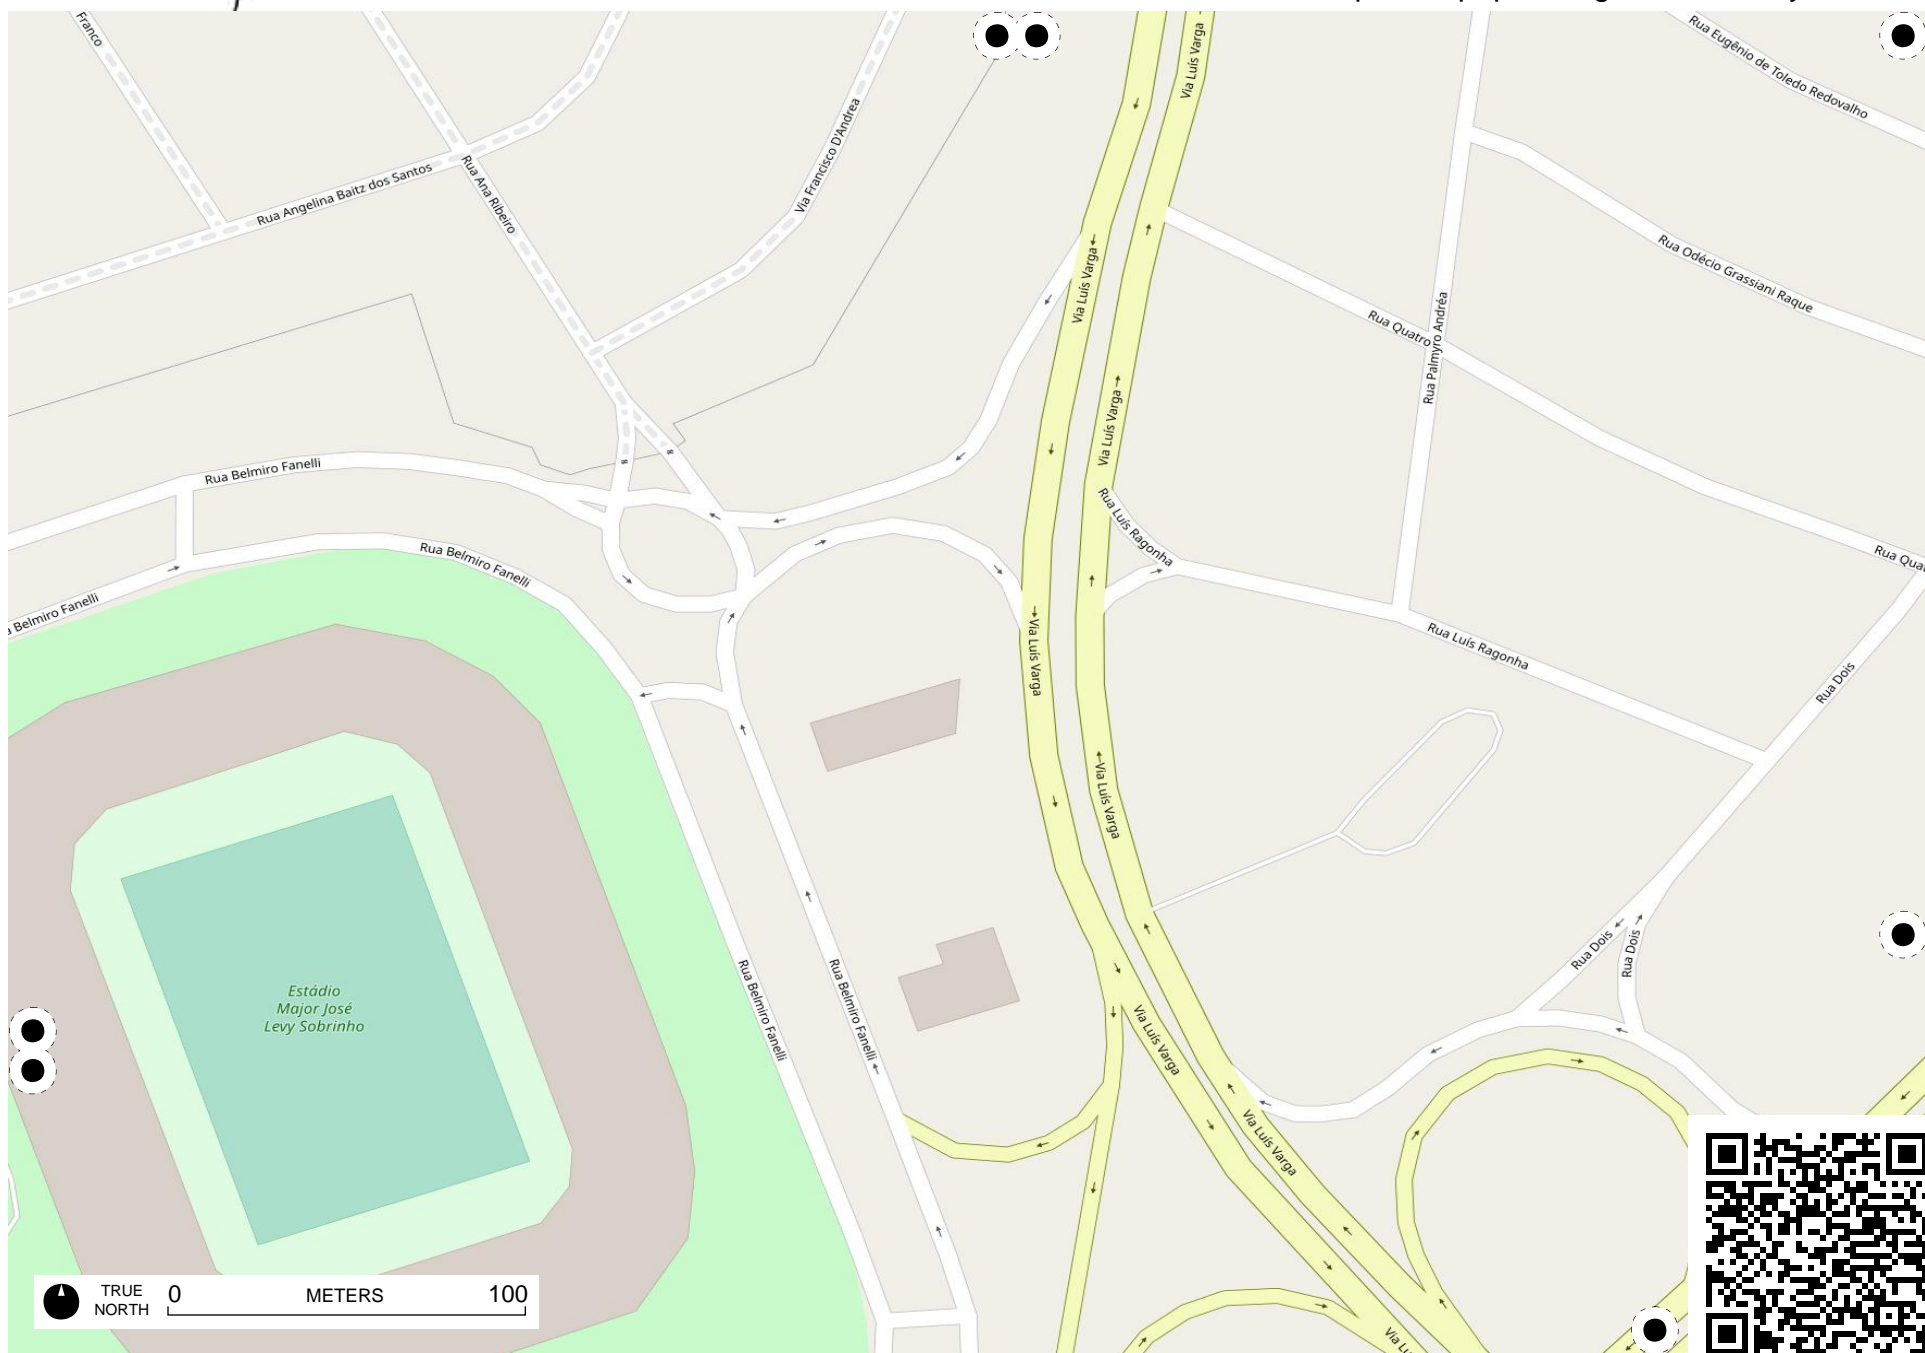 Franco
Via Luís Varga
Rua Eugênio de Toledo Redovalho
Via Francisco D'Andrea
Rua Ana Ribeiro
Rua Angelina Baitz dos Santos
Via Luís Varga
Rua Odécio Grassiani Raque
Rua Quatro
Rua Palmyro Andréa
Via Luís Varga
Rua Belmiro Fanelli
Rua Luís Ragonha
Rua Belmiro Fanelli
Rua Qua
Belmiro Fanelli
Via Luís Varga
Rua Luís Ragonha
Rua Dois
Via Luís Varga
Rua Dois
Rua Dois
Rua Belmiro Fanelli
Rua Belmiro Fanelli
Estádio
Major José
Levy Sobrinho
Via Luís Varga
Via Luís Varga
TRUE
NORTH
0 METERS 100
Via Lu